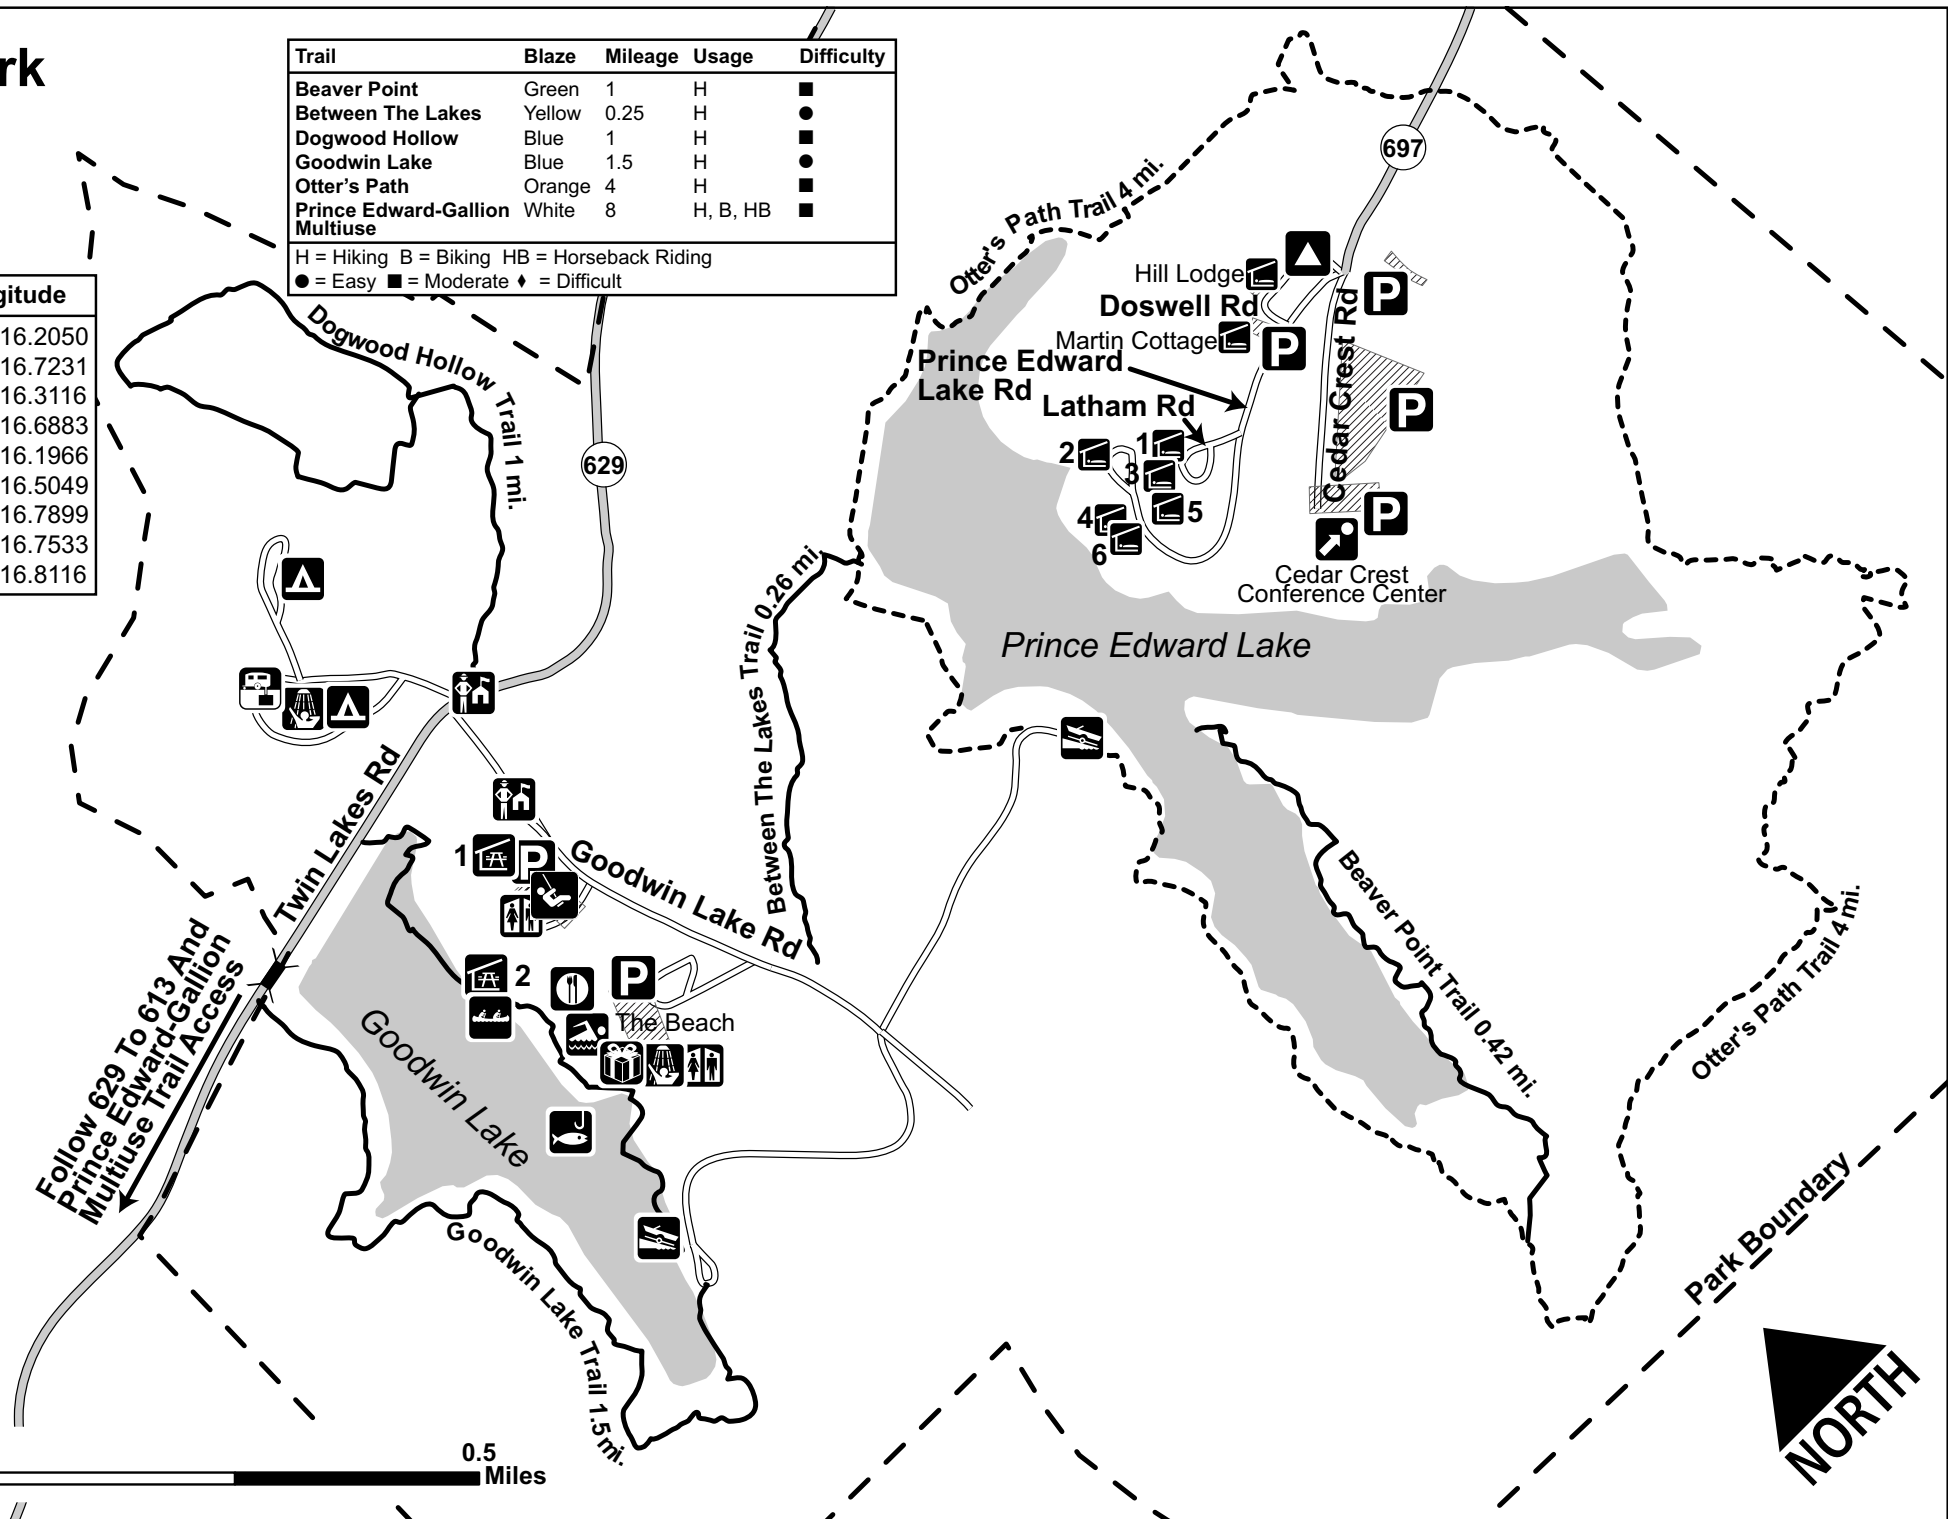 rk
Trail Blaze Mileage Usage Difficulty
Beaver Point Green 1 H
Between The Lakes Yellow 0.25 H
Dogwood Hollow Blue 1 H
Goodwin Lake Blue 1.5 H
Otter's Path Orange 4 H
Prince Edward-Gallion White 8 H, B, HB
Multiuse
H = Hiking B = Biking HB = Horseback Riding
= Easy = Moderate = Difficult
gitude
16.2050
16.7231
16.3116
16.6883
16.1966
16.5049
16.7899
16.7533
16.8116
697
Otter's Path Trail 4 mi.
Hill Lodge
P
Doswell Rd
Martin Cottage
P
Cedar Crest Rd
Prince Edward
Lake Rd
Latham Rd
P
1
2
3
4
5
6
P
Cedar Crest
Conference Center
Dogwood Hollow Trail 1 mi.
629
Between The Lakes Trail 0.26 mi.
Prince Edward Lake
Twin Lakes Rd
1
P
Goodwin Lake Rd
2
P
The Beach
Goodwin Lake
Follow 629 To 613 And
Prince Edward-Gallion
Multiuse Trail Access
Beaver Point Trail 0.42 mi.
Otter's Path Trail 4 mi.
Goodwin Lake Trail 1.5 mi.
Park Boundary
NORTH
0.5
Miles